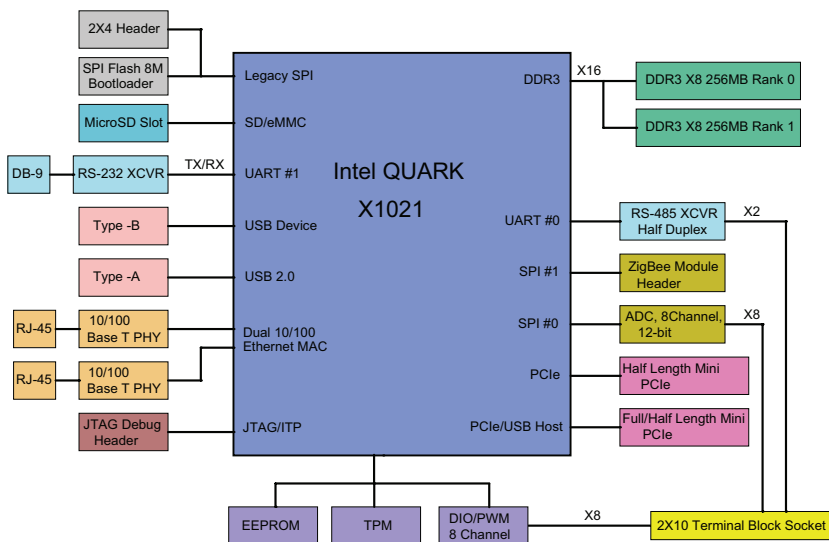 2X4 Header
SPI Flash 8M
Bootloader
MicroSD Slot
DB-9
RS-232 XCVR
TX/RX
Type -B
Type -A
RJ-45
10/100
Base T PHY
RJ-45
10/100
Base T PHY
JTAG Debug
Header
Legacy SPI
SD/eMMC
UART #1
USB Device
USB 2.0
Dual 10/100
Ethernet MAC
JTAG/ITP
Intel QUARK
X1021
DDR3
UART #0
SPI #1
SPI #0
PCIe
PCIe/USB Host
X16
DDR3 X8 256MB Rank 0
DDR3 X8 256MB Rank 1
RS-485 XCVR
Half Duplex
X2
ZigBee Module
Header
ADC, 8Channel,
12-bit
X8
Half Length Mini
PCIe
Full/Half Length Mini
PCIe
EEPROM
TPM
DIO/PWM
8 Channel
X8
2X10 Terminal Block Socket